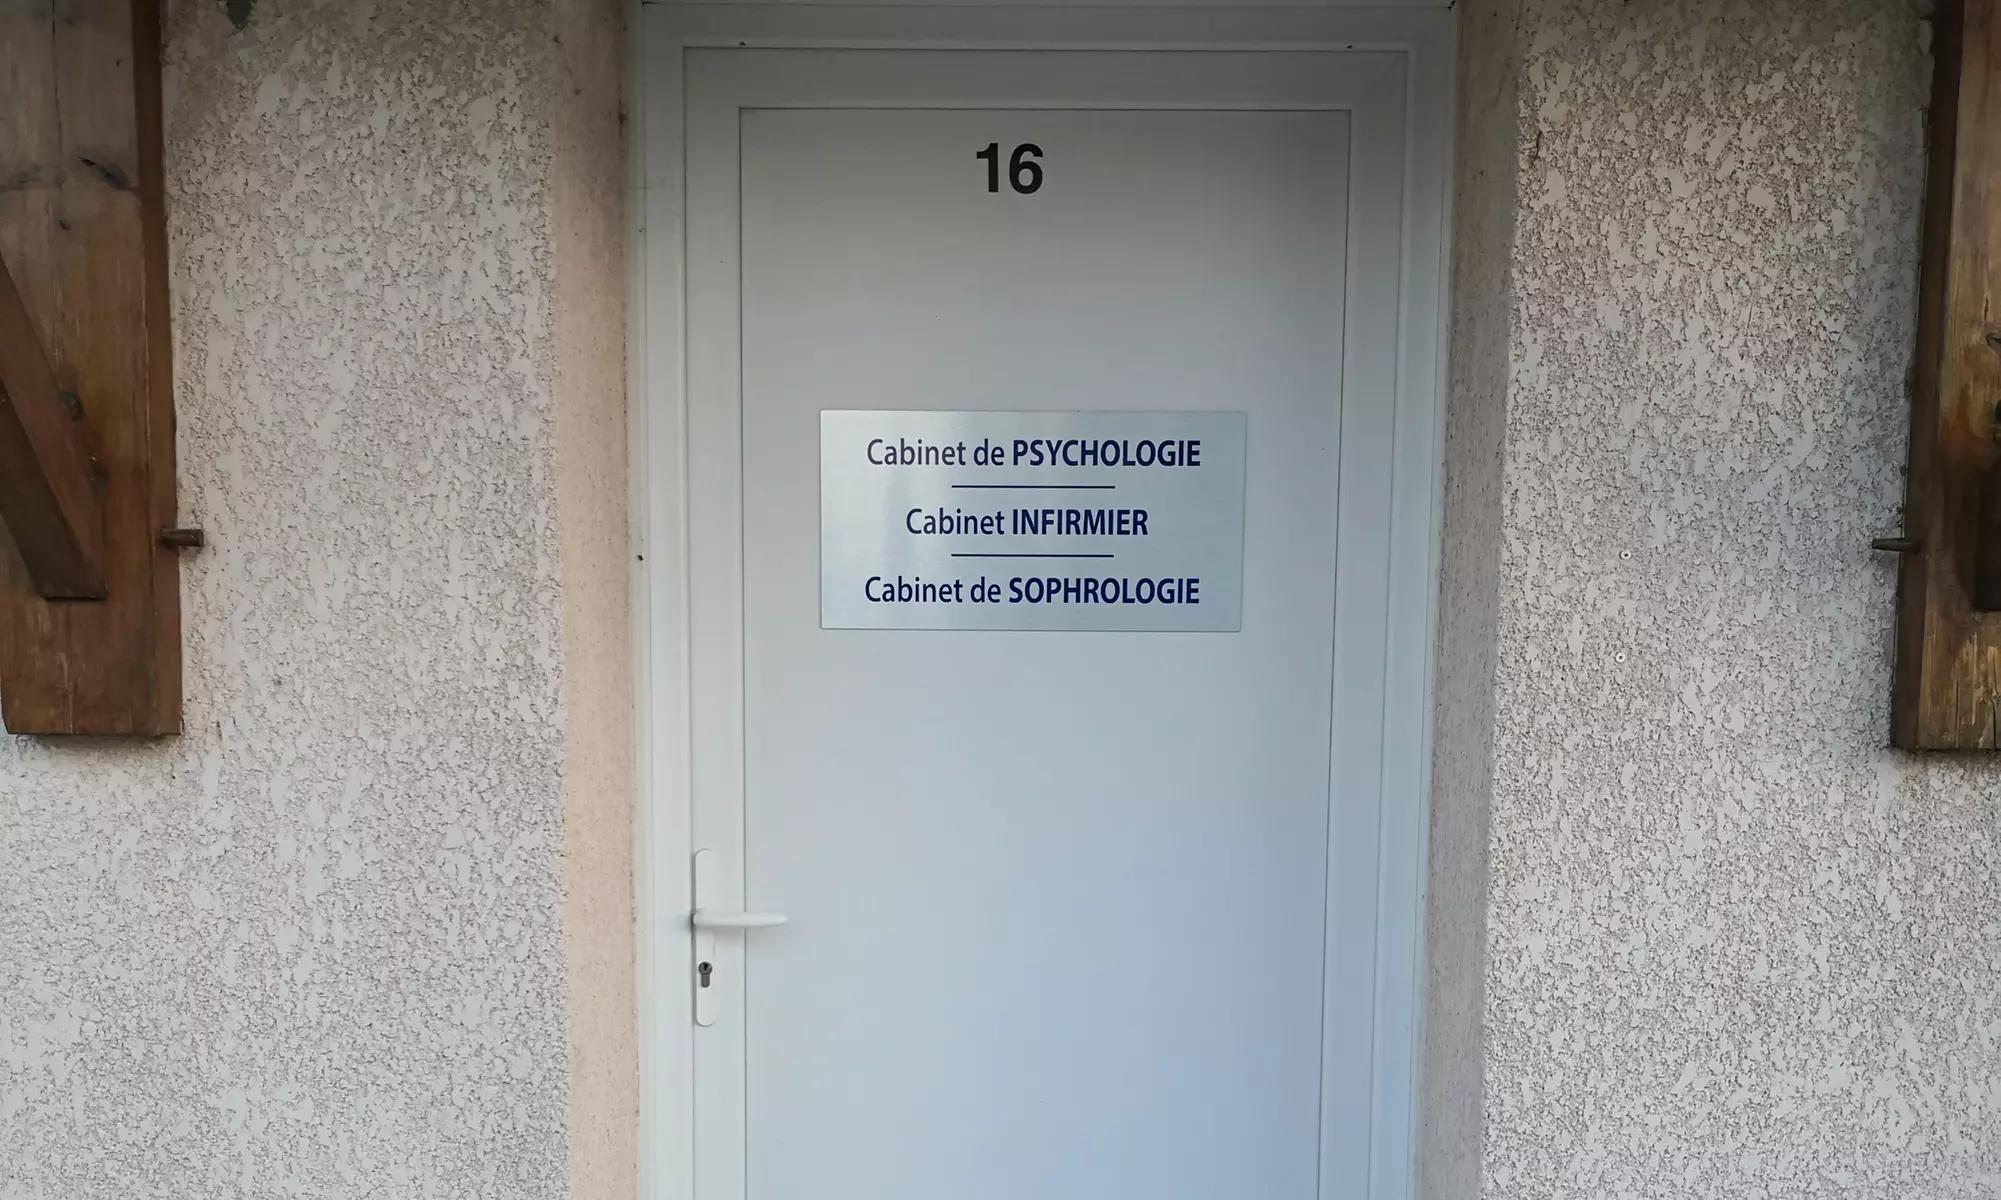 16
Cabinet de PSYCHOLOGIE
Cabinet INFIRMIER
Cabinet de SOPHROLOGIE